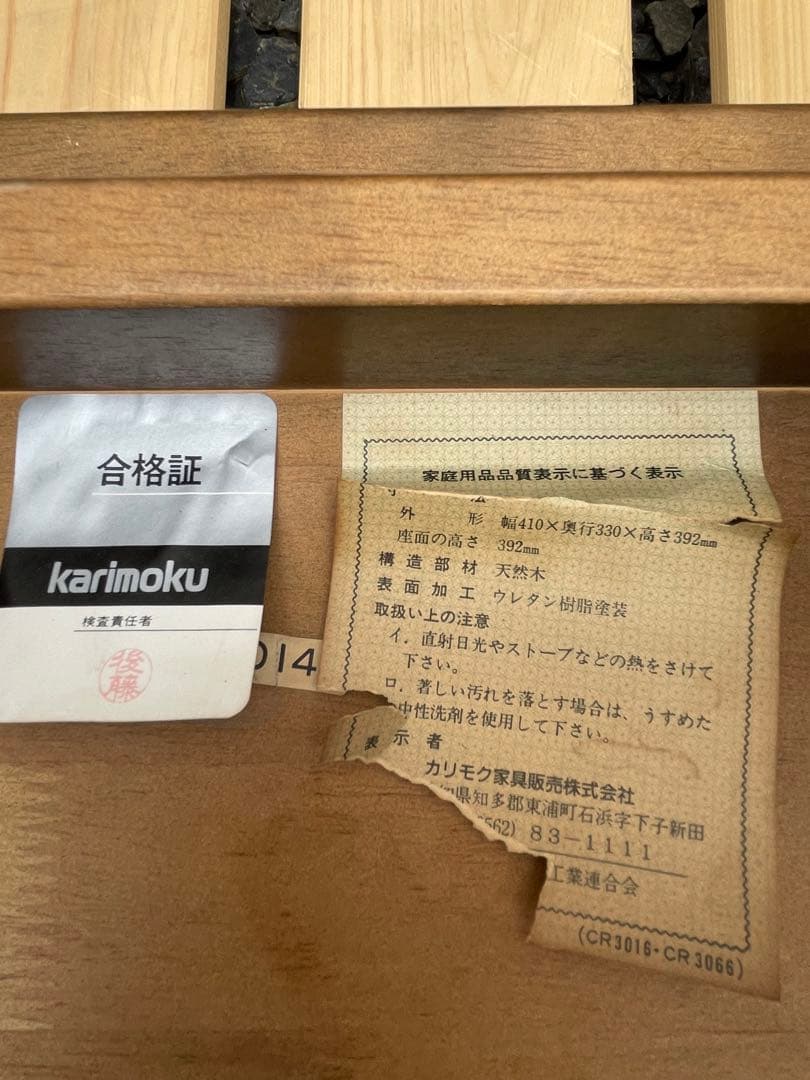 合格証
karimoku
検査責任者
後藤
014
家庭用品品質表示に基づく表示
寸 法
外 形 幅410×奥行330×高さ392mm
座面の高さ 392mm
構造部材 天然木
表面加工 ウレタン樹脂塗装
取扱い上の注意
イ. 直射日光やストーブなどの熱をさけて
下さい。
ロ. 著しい汚れを落とす場合は、うすめた
中性洗剤を使用して下さい。
表示者
カリモク家具販売株式会社
知県知多郡東浦町石浜字下子新田
0562) 83-1111
工業連合会
(CR3016・CR3066)